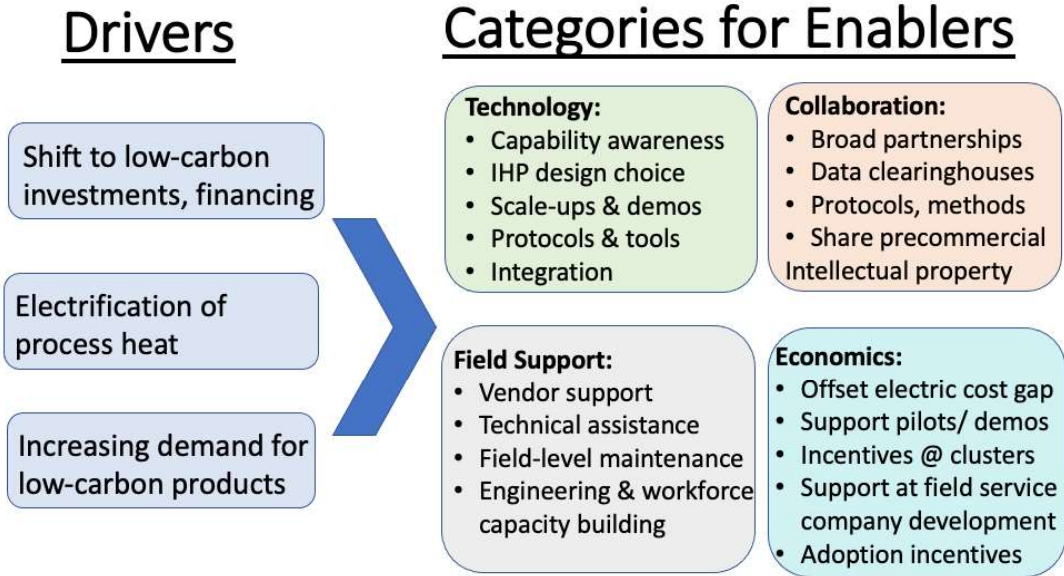 Drivers
Categories for Enablers
Shift to low-carbon
investments, financing
Electrification of
process heat
Increasing demand for
low-carbon products
Technology:
• Capability awareness
• IHP design choice
• Scale-ups & demos
• Protocols & tools
• Integration
Collaboration:
• Broad partnerships
• Data clearinghouses
• Protocols, methods
• Share precommercial
Intellectual property
Field Support:
• Vendor support
• Technical assistance
• Field-level maintenance
• Engineering & workforce
capacity building
Economics:
• Offset electric cost gap
• Support pilots/ demos
• Incentives @ clusters
• Support at field service
company development
• Adoption incentives